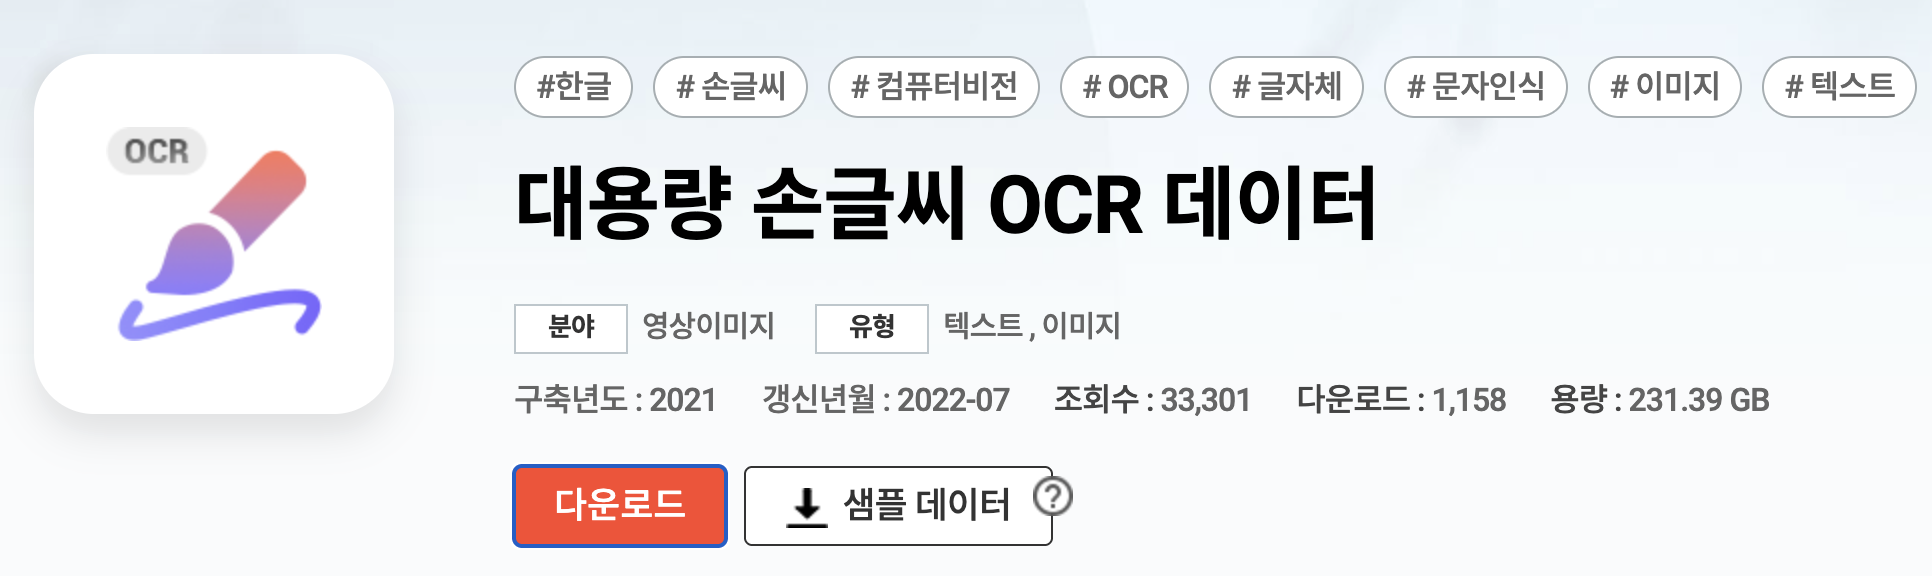 OCR
#한글 # 손글씨 # 컴퓨터비전 # OCR # 글자체 # 문자인식 # 이미지 # 텍스트
대용량 손글씨 OCR 데이터
분야 영상이미지 유형 텍스트 , 이미지
구축년도 : 2021 갱신년월 : 2022-07 조회수 : 33,301 다운로드 : 1,158 용량 : 231.39 GB
다운로드 샘플 데이터 ?